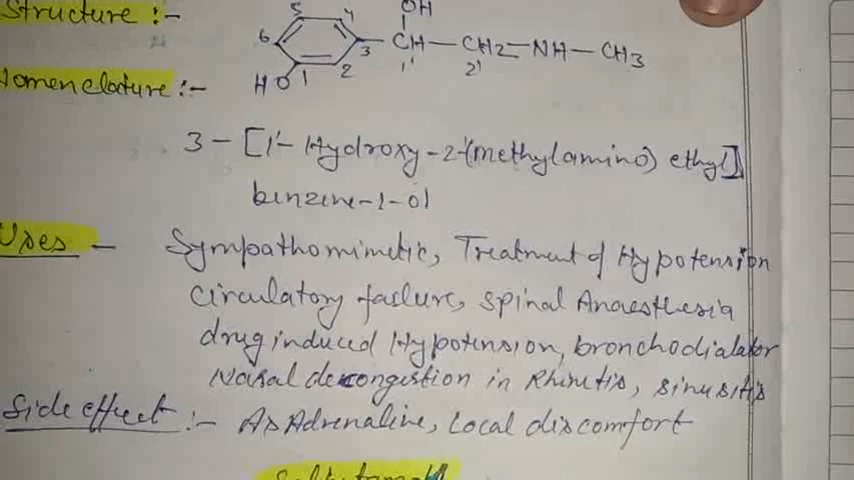 Structure :-
OH
5 4
6 3 CH — CH2 — NH — CH3
1' 2'
HO 1 2
Nomenclature :-
3 - [1'- Hydroxy - 2'-(methylamino) ethyl]
binzene-1-ol
Uses — Sympathomimetic, Treatment of Hypotension
circulatory failure, spinal Anaesthesia
drug induced Hypotension, bronchodialator
Nasal decongestion in Rhinitis, sinusitis
Side effect :- As Adrenaline, Local discomfort